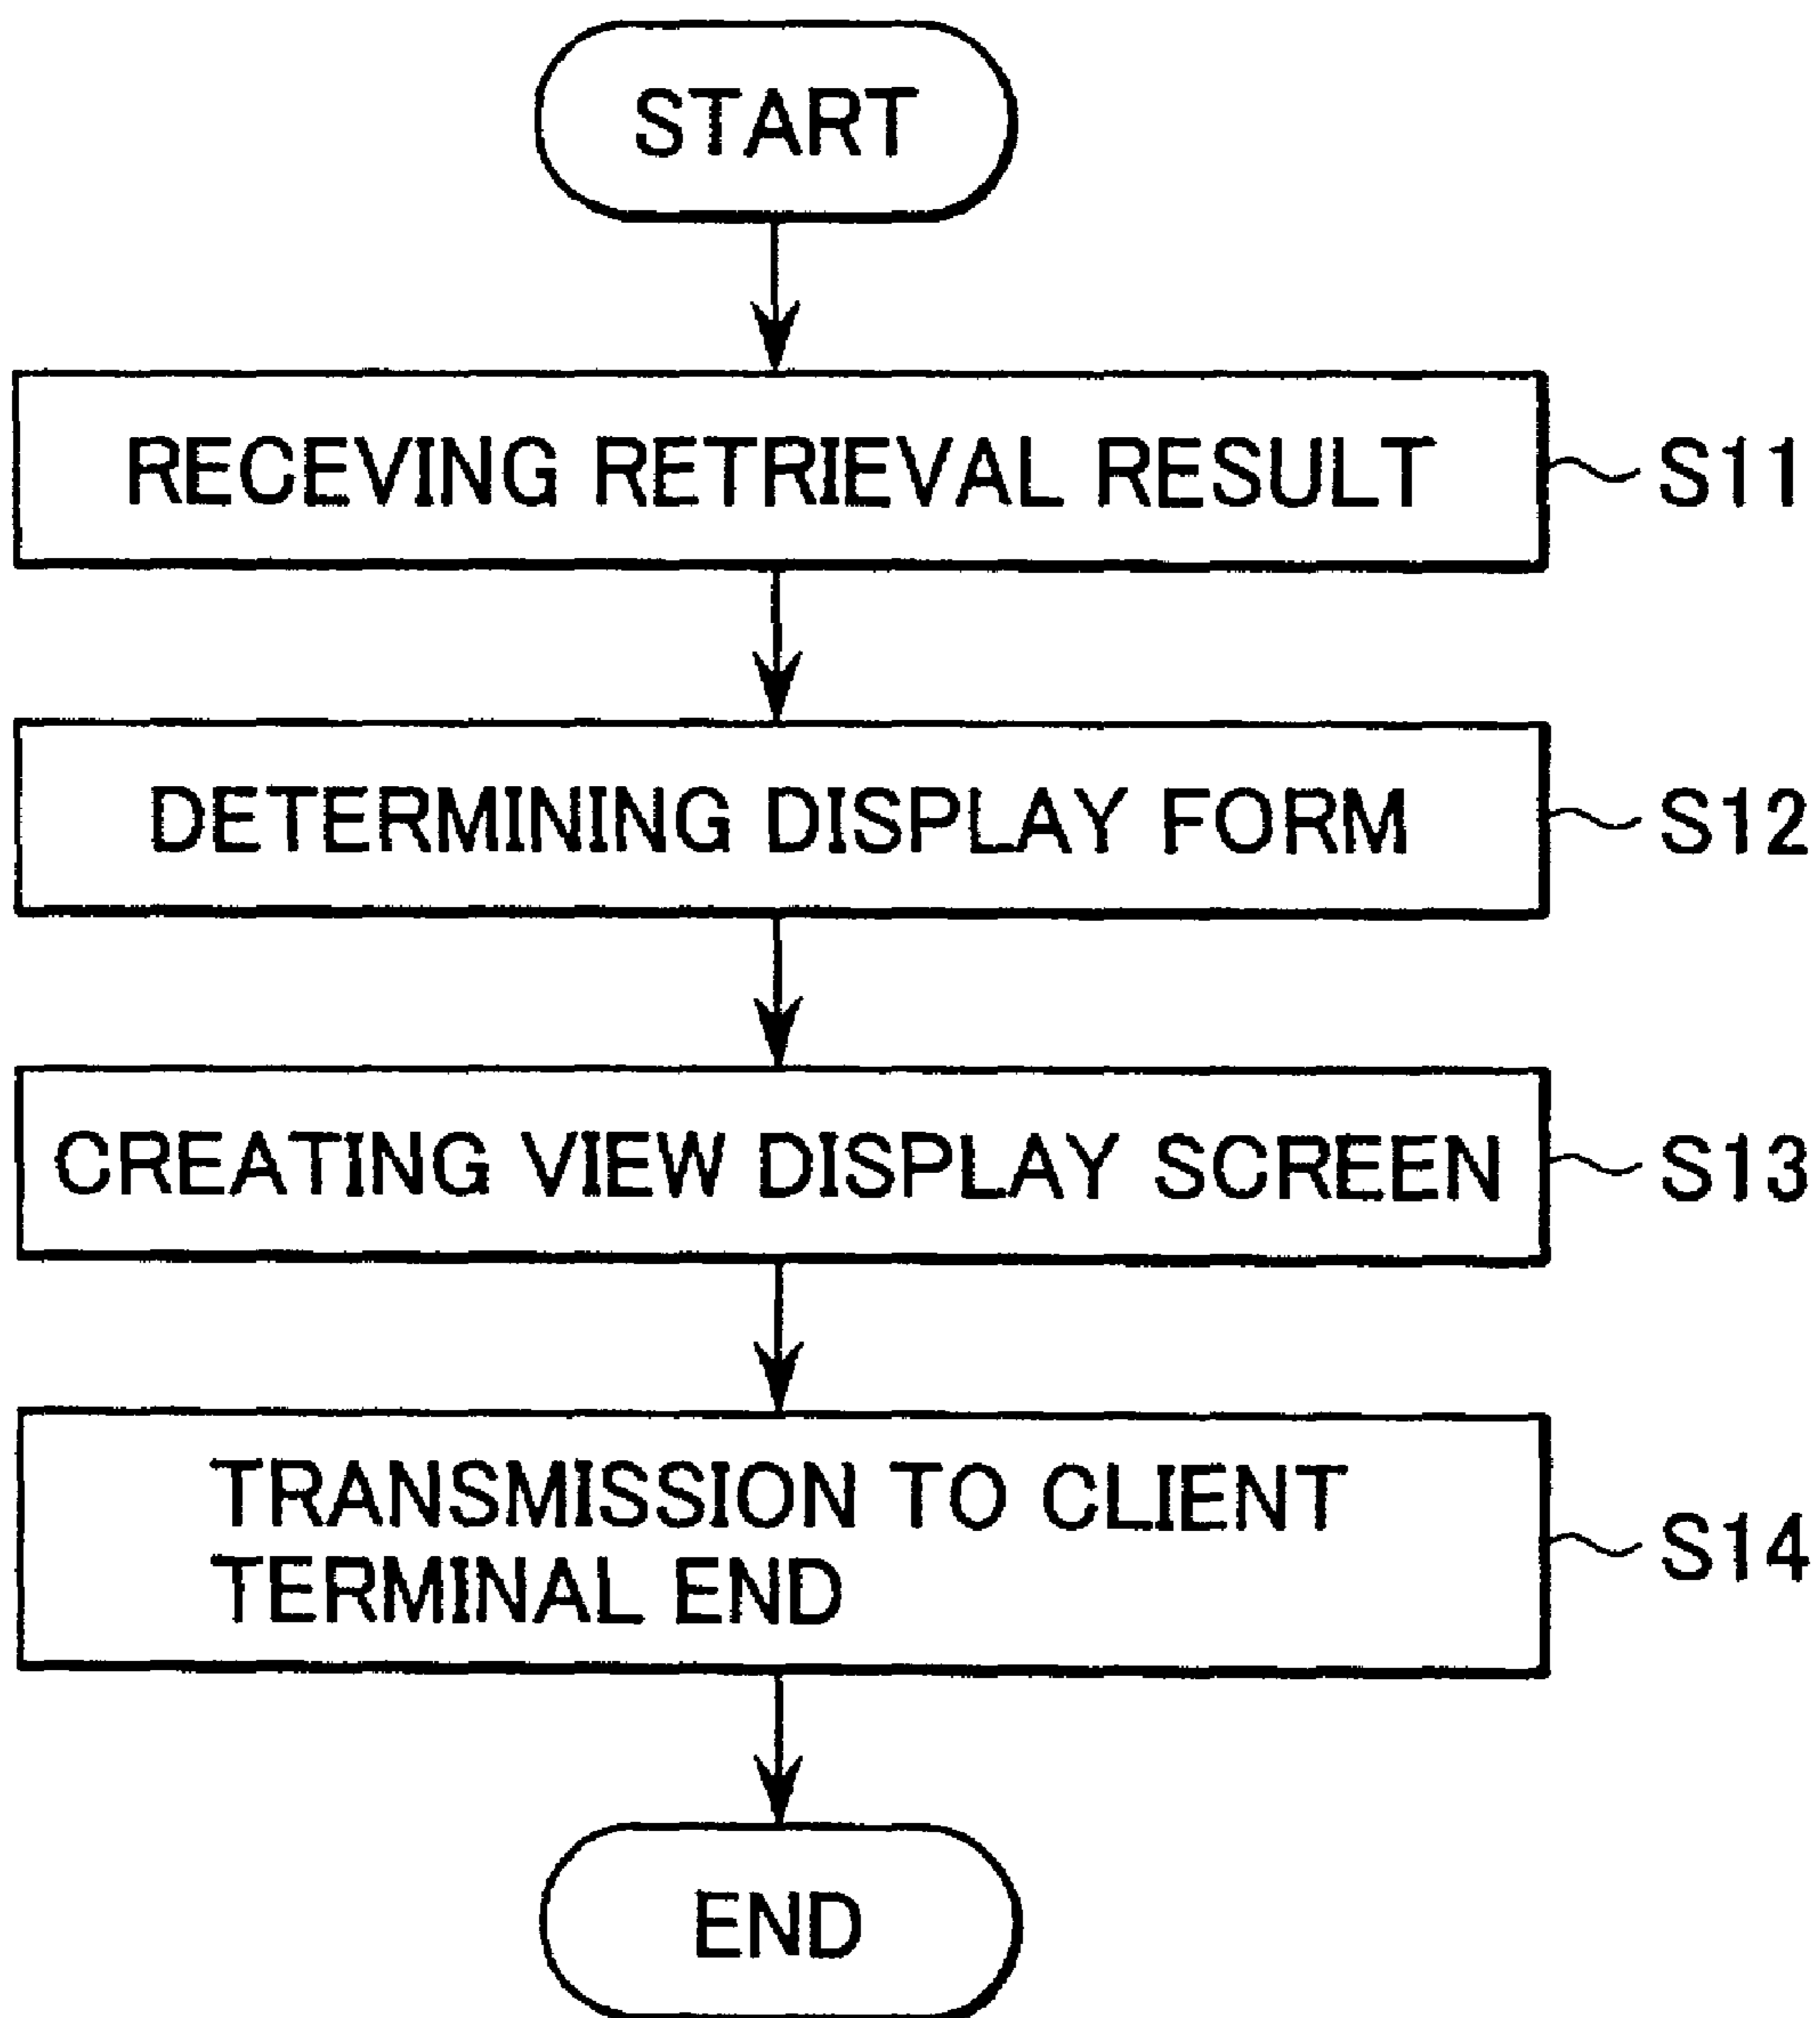 START
RECEVING RETRIEVAL RESULT
S11
DETERMINING DISPLAY FORM
S12
CREATING VIEW DISPLAY SCREEN
S13
TRANSMISSION TO CLIENT
TERMINAL END
S14
END